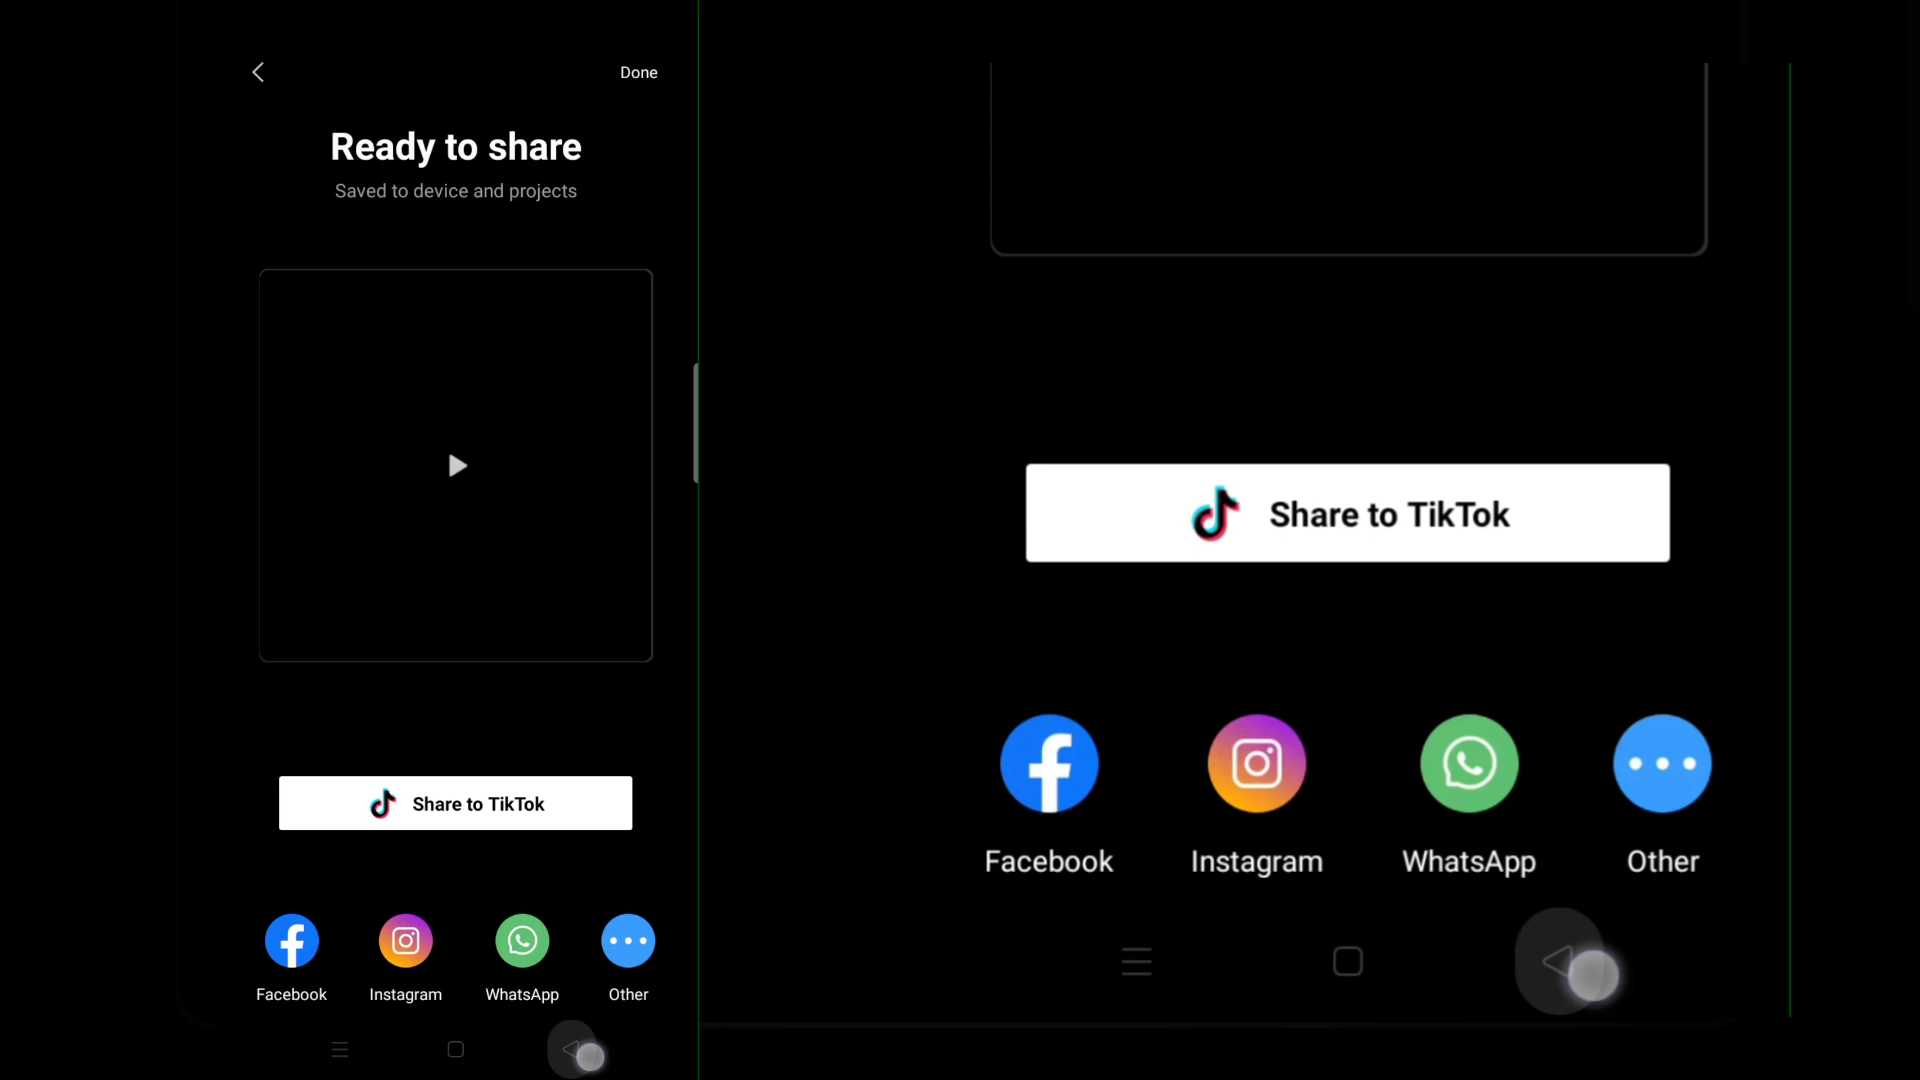 Done
Ready to share
Saved to device and projects
Share to TikTok
Facebook Instagram WhatsApp Other
Share to TikTok
Facebook Instagram WhatsApp Other